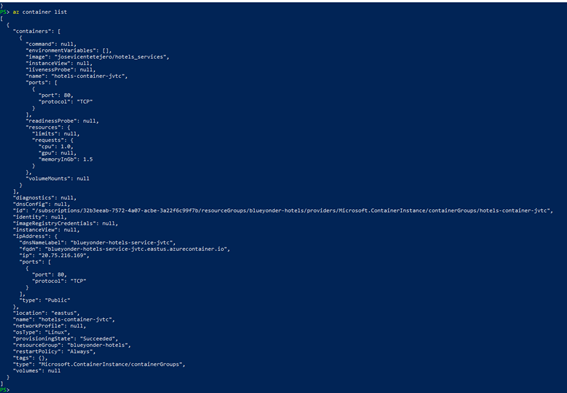 }
PS> az container list
[
  {
    "containers": [
      {
        "command": null,
        "environmentVariables": [],
        "image": "josevicentetejero/hotels_services",
        "instanceView": null,
        "livenessProbe": null,
        "name": "hotels-container-jvtc",
        "ports": [
          {
            "port": 80,
            "protocol": "TCP"
          }
        ],
        "readinessProbe": null,
        "resources": {
          "limits": null,
          "requests": {
            "cpu": 1.0,
            "gpu": null,
            "memoryInGb": 1.5
          }
        },
        "volumeMounts": null
      }
    ],
    "diagnostics": null,
    "dnsConfig": null,
    "id": "/subscriptions/32b3eeab-7572-4a07-acbe-3a22f6c99f7b/resourceGroups/blueyonder-hotels/providers/Microsoft.ContainerInstance/containerGroups/hotels-container-jvtc",
    "identity": null,
    "imageRegistryCredentials": null,
    "instanceView": null,
    "ipAddress": {
      "dnsNameLabel": "blueyonder-hotels-service-jvtc",
      "fqdn": "blueyonder-hotels-service-jvtc.eastus.azurecontainer.io",
      "ip": "20.75.216.169",
      "ports": [
        {
          "port": 80,
          "protocol": "TCP"
        }
      ],
      "type": "Public"
    },
    "location": "eastus",
    "name": "hotels-container-jvtc",
    "networkProfile": null,
    "osType": "Linux",
    "provisioningState": "Succeeded",
    "resourceGroup": "blueyonder-hotels",
    "restartPolicy": "Always",
    "tags": {},
    "type": "Microsoft.ContainerInstance/containerGroups",
    "volumes": null
  }
]
PS>